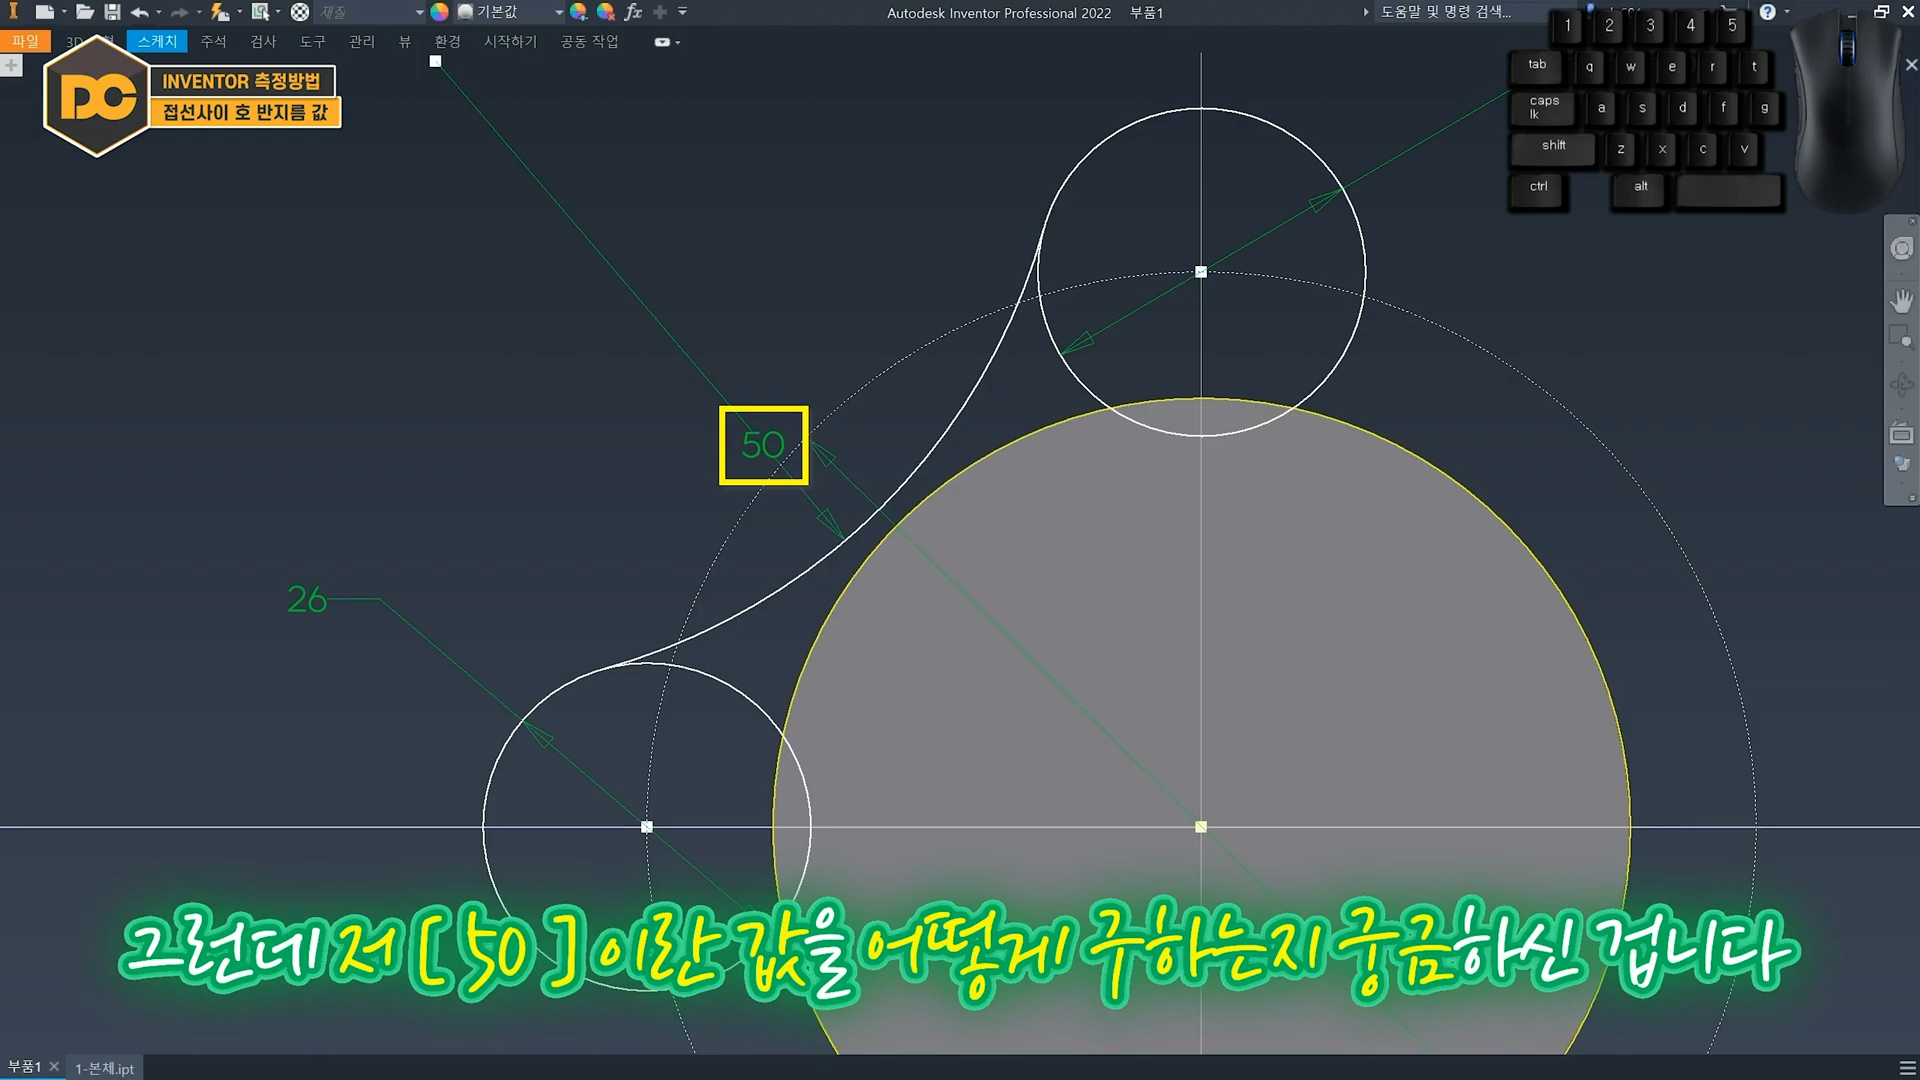 재질
기본값
fx
Autodesk Inventor Professional 2022 부품1
도움말 및 명령 검색...
파일
스케치 주석 검사 도구 관리 뷰 환경 시작하기 공동 작업
DC
INVENTOR 측정방법
접선사이 호 반지름 값
1 2 3 4 5
tab q w e r t
caps lk a s d f g
shift z x c v
ctrl alt
50
26
그런데 저 [ 50 ] 이란 값을 어떻게 구하는지 궁금하신 겁니다
부품1
1-본체.ipt